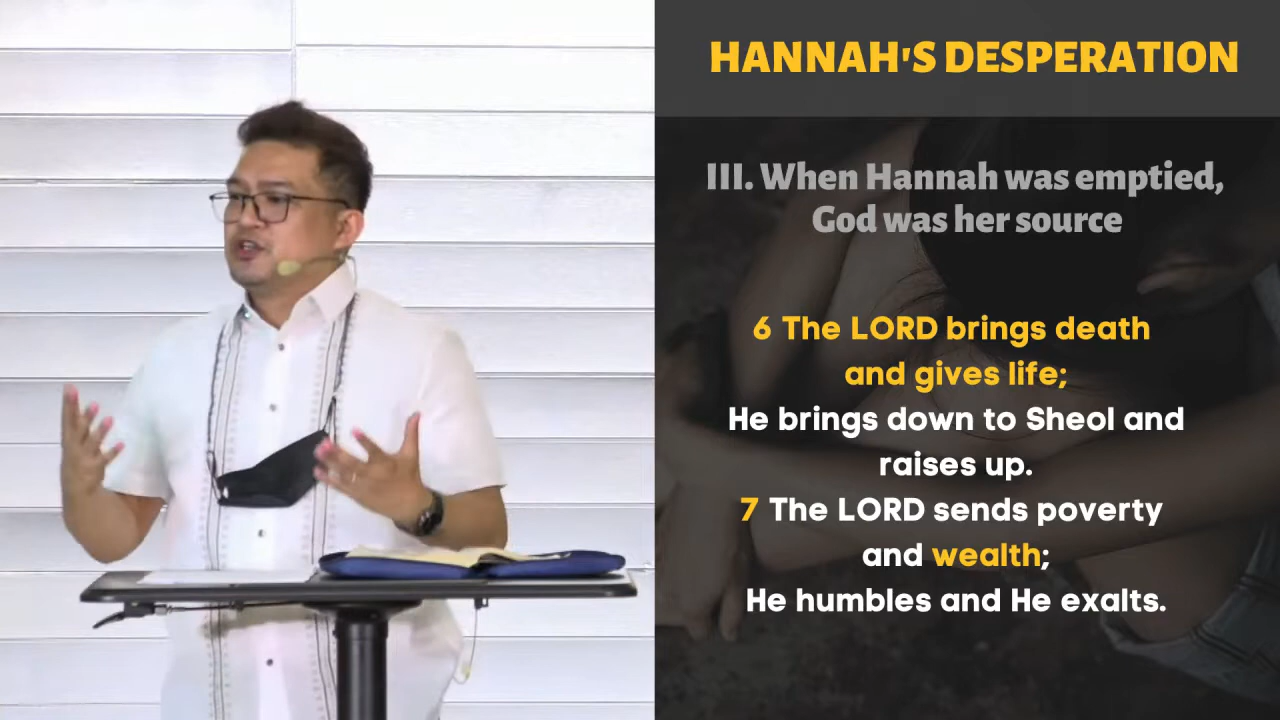 HANNAH'S DESPERATION
III. When Hannah was emptied,
God was her source
6 The LORD brings death
and gives life;
He brings down to Sheol and
raises up.
7 The LORD sends poverty
and wealth;
He humbles and He exalts.